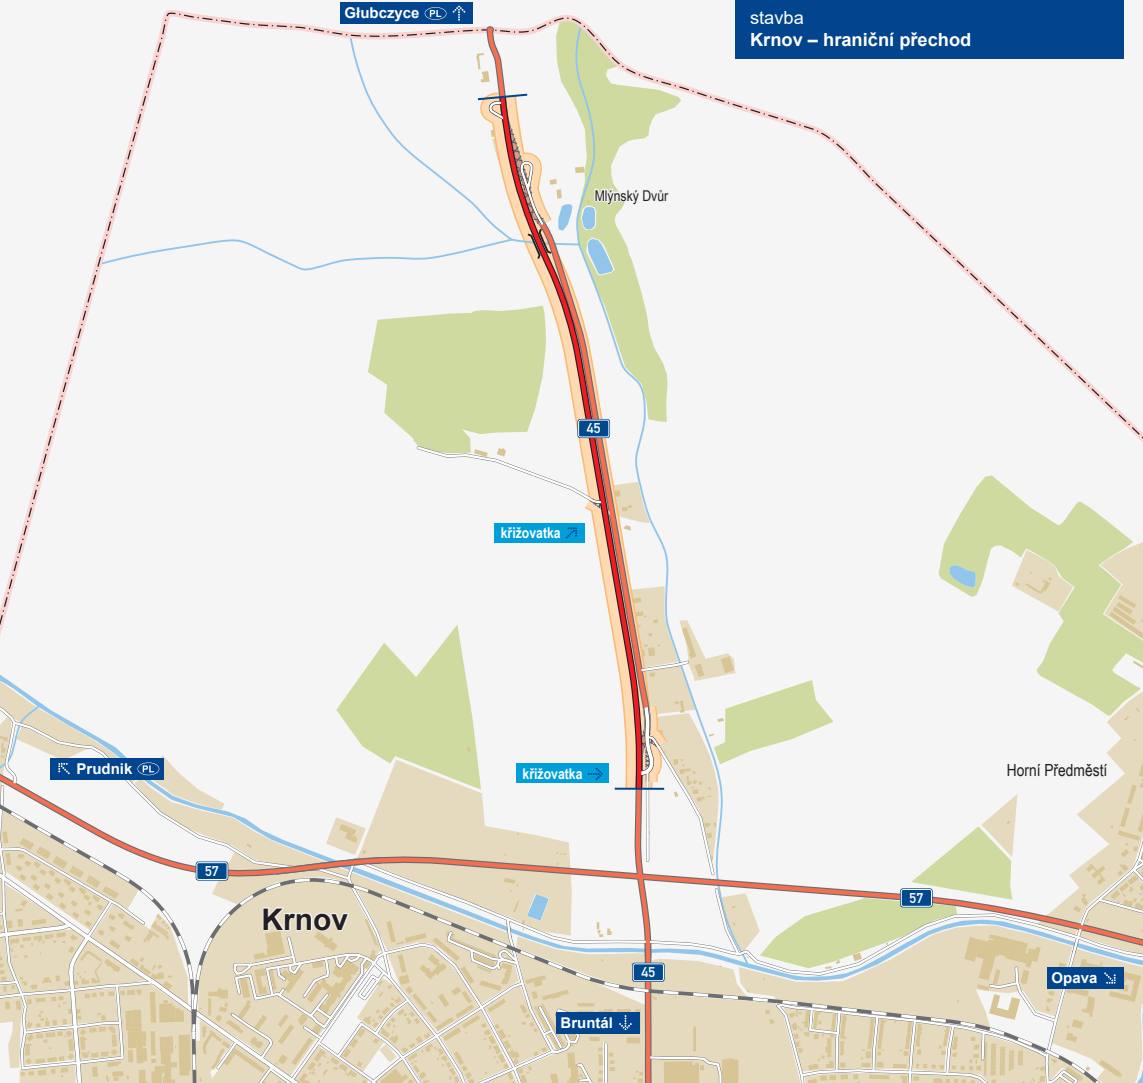 Głubczyce PL
stavba
Krnov – hraniční přechod
Mlýnský Dvůr
45
křižovatka
křižovatka
Prudnik PL
Horní Předměstí
57
57
Krnov
45
Opava
Bruntál